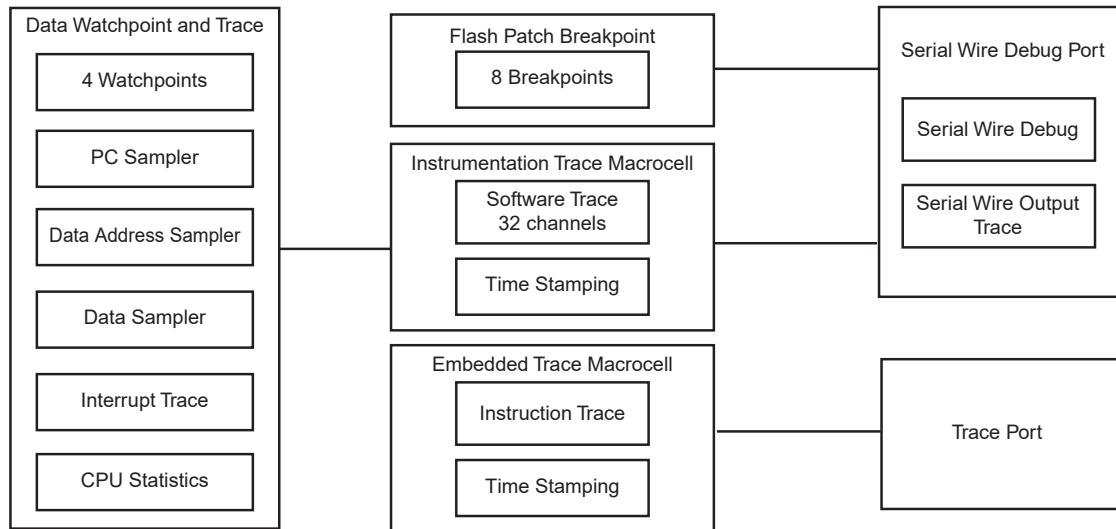 Data Watchpoint and Trace
4 Watchpoints
PC Sampler
Data Address Sampler
Data Sampler
Interrupt Trace
CPU Statistics
Flash Patch Breakpoint
8 Breakpoints
Instrumentation Trace Macrocell
Software Trace
32 channels
Time Stamping
Embedded Trace Macrocell
Instruction Trace
Time Stamping
Serial Wire Debug Port
Serial Wire Debug
Serial Wire Output
Trace
Trace Port